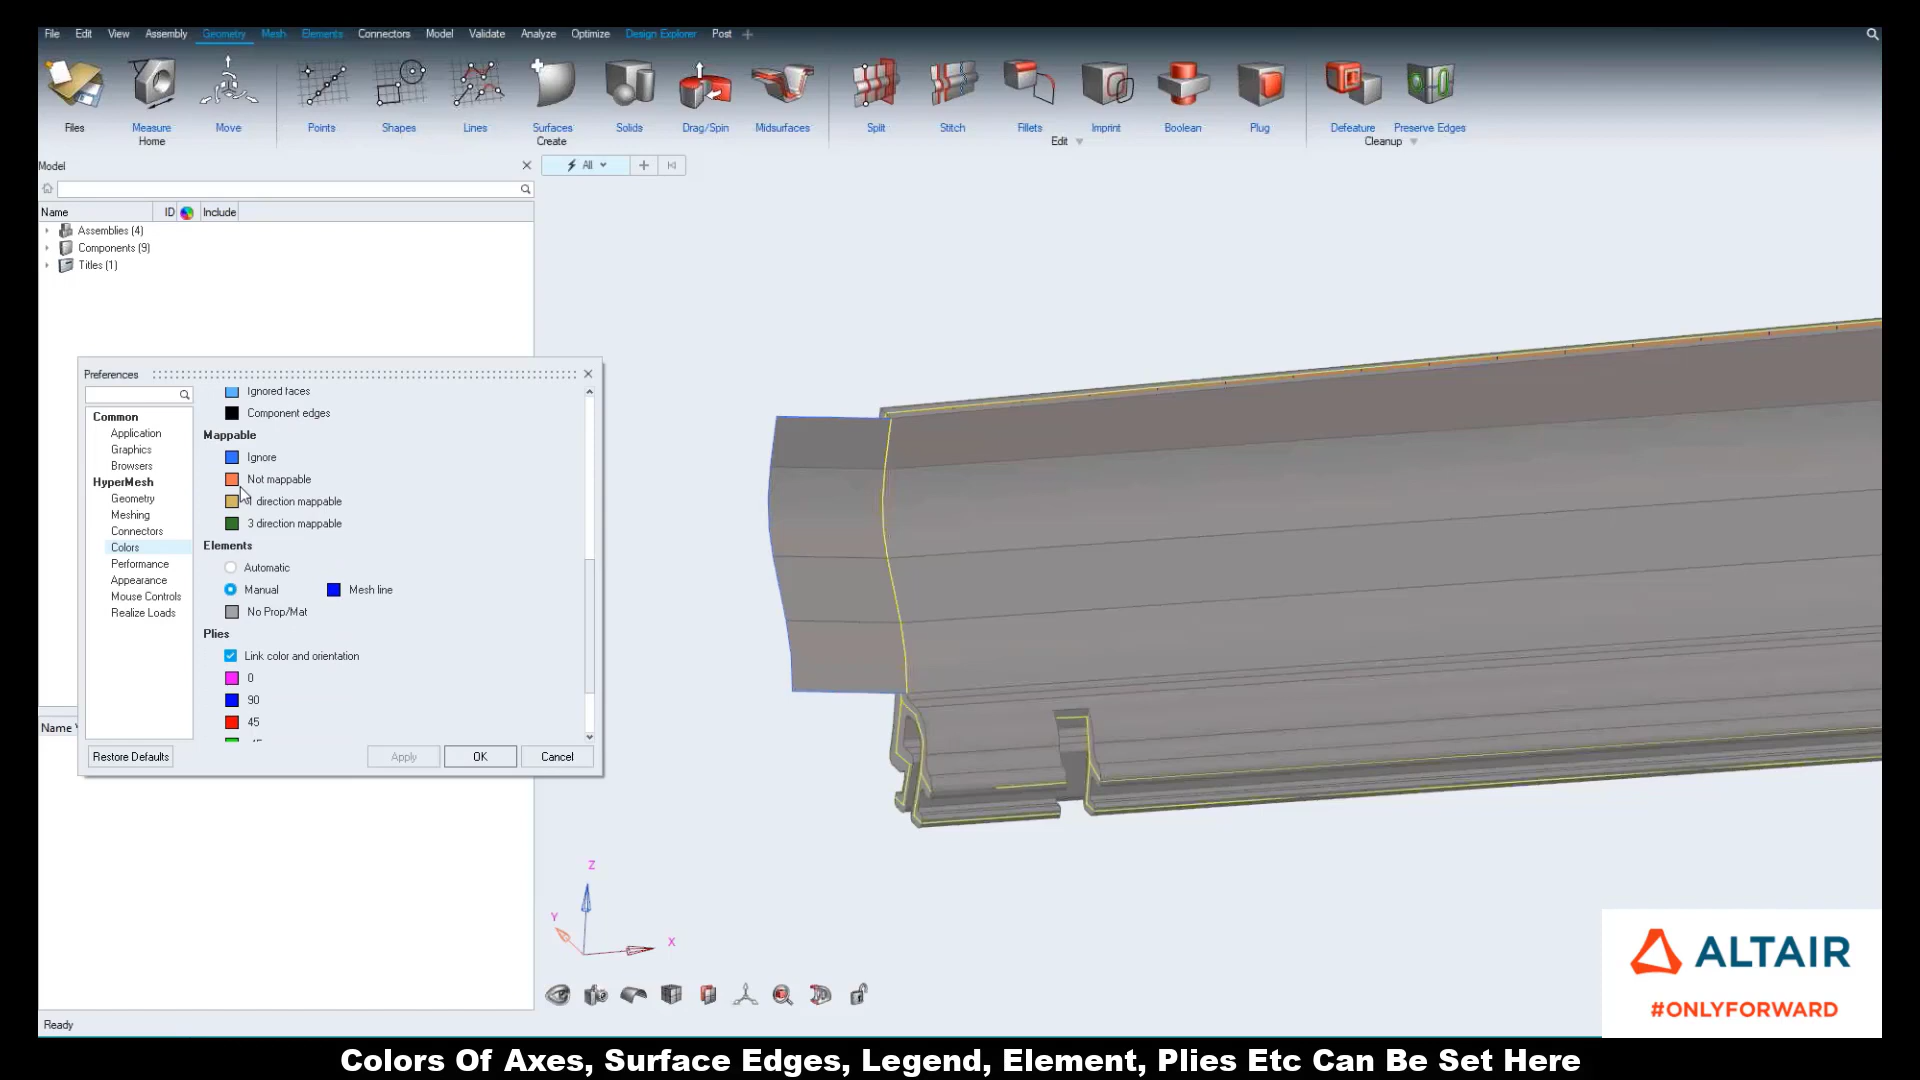 File Edit View Assembly Geometry Mesh Elements Connectors Model Validate Analyze Optimize Design Explorer Post
Files Measure Move Points Shapes Lines Surfaces Solids Drag/Spin Midsurfaces Split Stitch Fillets Imprint Boolean Plug Defeature Preserve Edges
Home Create Edit Cleanup
Model
All
Name ID Include
Assemblies (4)
Components (9)
Titles (1)
Preferences
Common
Application
Graphics
Browsers
HyperMesh
Geometry
Meshing
Connectors
Colors
Performance
Appearance
Mouse Controls
Realize Loads
Ignored faces
Component edges
Mappable
Ignore
Not mappable
direction mappable
3 direction mappable
Elements
Automatic
Manual Mesh line
No Prop/Mat
Plies
Link color and orientation
0
90
45
Restore Defaults Apply OK Cancel
Name
Z
Y
X
Ready
ALTAIR
#ONLYFORWARD
Colors Of Axes, Surface Edges, Legend, Element, Plies Etc Can Be Set Here